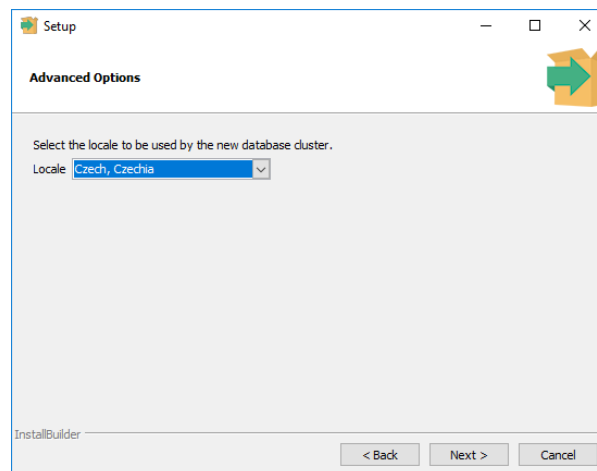 Setup
Advanced Options
Select the locale to be used by the new database cluster.
Locale Czech, Czechia
InstallBuilder
< Back Next > Cancel